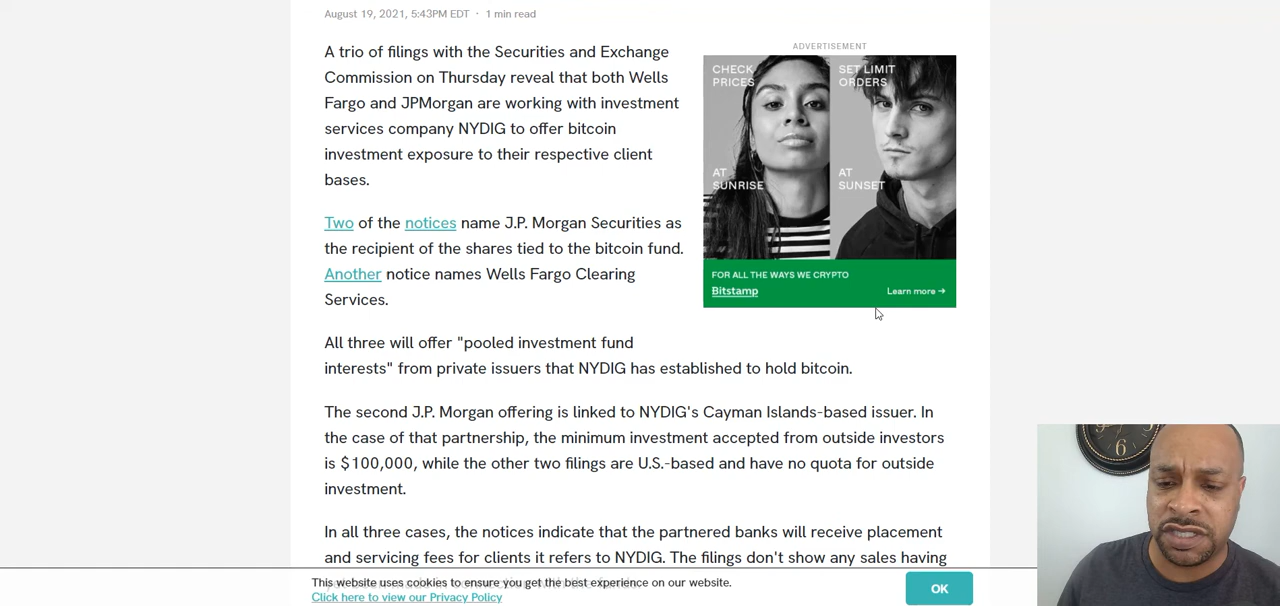 August 19, 2021, 5:43PM EDT · 1 min read
A trio of filings with the Securities and Exchange
Commission on Thursday reveal that both Wells
Fargo and JPMorgan are working with investment
services company NYDIG to offer bitcoin
investment exposure to their respective client
bases.
Two of the notices name J.P. Morgan Securities as
the recipient of the shares tied to the bitcoin fund.
Another notice names Wells Fargo Clearing
Services.
ADVERTISEMENT
CHECK
PRICES
AT
SUNRISE
SET LIMIT
ORDERS
AT
SUNSET
FOR ALL THE WAYS WE CRYPTO
Bitstamp
Learn more →
All three will offer "pooled investment fund
interests" from private issuers that NYDIG has established to hold bitcoin.
The second J.P. Morgan offering is linked to NYDIG's Cayman Islands-based issuer. In
the case of that partnership, the minimum investment accepted from outside investors
is $100,000, while the other two filings are U.S.-based and have no quota for outside
investment.
In all three cases, the notices indicate that the partnered banks will receive placement
and servicing fees for clients it refers to NYDIG. The filings don't show any sales having
This website uses cookies to ensure you get the best experience on our website.
Click here to view our Privacy Policy
OK
6